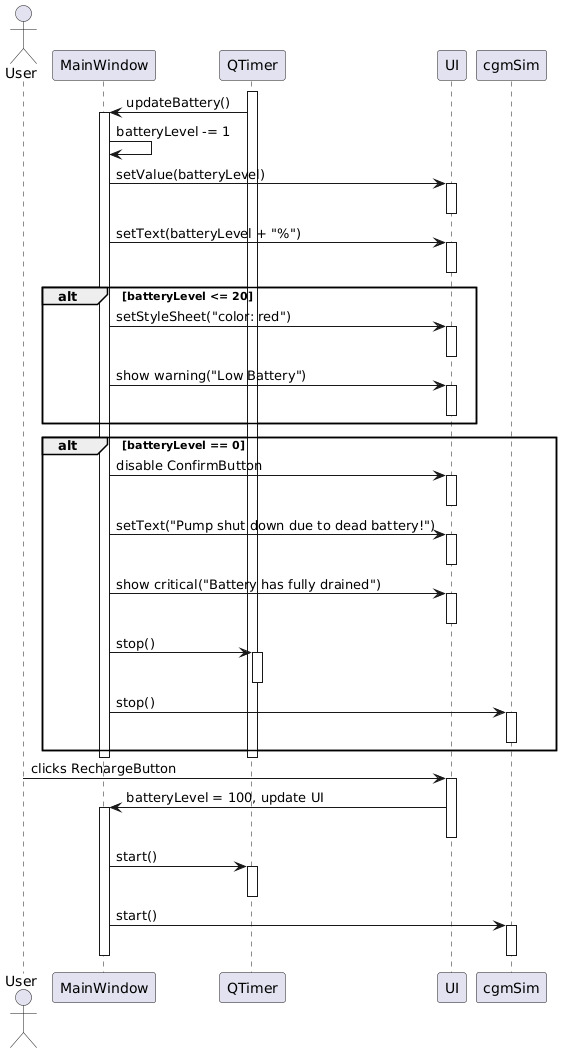 User
MainWindow
QTimer
UI
cgmSim
updateBattery()
batteryLevel -= 1
setValue(batteryLevel)
setText(batteryLevel + "%")
alt
[batteryLevel <= 20]
setStyleSheet("color: red")
show warning("Low Battery")
alt
[batteryLevel == 0]
disable ConfirmButton
setText("Pump shut down due to dead battery!")
show critical("Battery has fully drained")
stop()
stop()
clicks RechargeButton
batteryLevel = 100, update UI
start()
start()
User
MainWindow
QTimer
UI
cgmSim